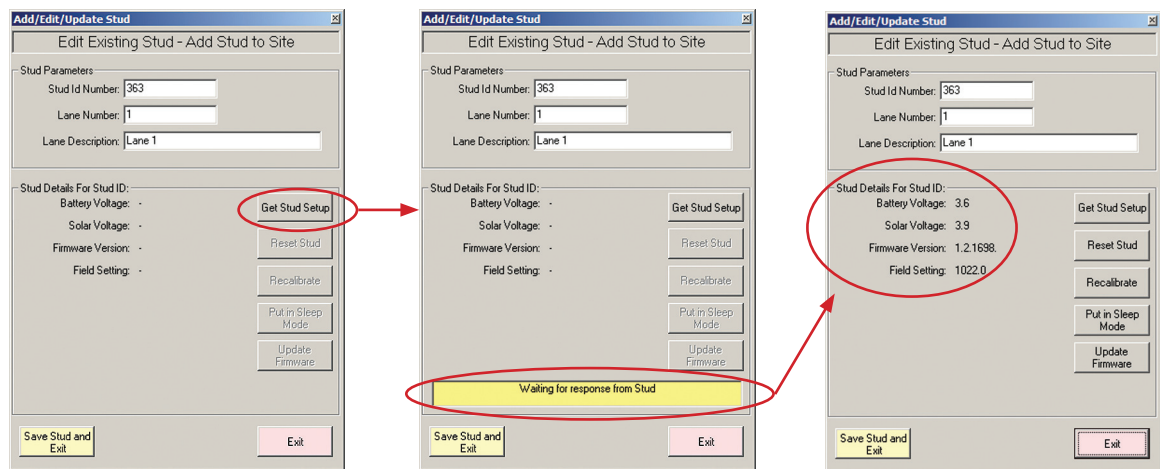 Add/Edit/Update Stud
Edit Existing Stud - Add Stud to Site
Stud Parameters
Stud Id Number: 363
Lane Number: 1
Lane Description: Lane 1
Stud Details For Stud ID:
Battery Voltage: -
Solar Voltage: -
Firmware Version: -
Field Setting: -
Get Stud Setup
Reset Stud
Recalibrate
Put in Sleep
Mode
Update
Firmware
Save Stud and
Exit
Exit
Add/Edit/Update Stud
Edit Existing Stud - Add Stud to Site
Stud Parameters
Stud Id Number: 363
Lane Number: 1
Lane Description: Lane 1
Stud Details For Stud ID:
Battery Voltage: -
Solar Voltage: -
Firmware Version: -
Field Setting: -
Get Stud Setup
Reset Stud
Recalibrate
Put in Sleep
Mode
Update
Firmware
Waiting for response from Stud
Save Stud and
Exit
Exit
Add/Edit/Update Stud
Edit Existing Stud - Add Stud to Site
Stud Parameters
Stud Id Number: 363
Lane Number: 1
Lane Description: Lane 1
Stud Details For Stud ID:
Battery Voltage: 3.6
Solar Voltage: 3.9
Firmware Version: 1.2.1698.
Field Setting: 1022.0
Get Stud Setup
Reset Stud
Recalibrate
Put in Sleep
Mode
Update
Firmware
Save Stud and
Exit
Exit